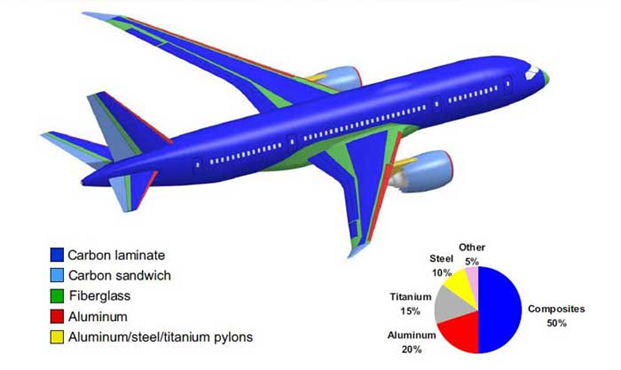 Carbon laminate
Carbon sandwich
Fiberglass
Aluminum
Aluminum/steel/titanium pylons
Other
5%
Steel
10%
Titanium
15%
Composites
50%
Aluminum
20%